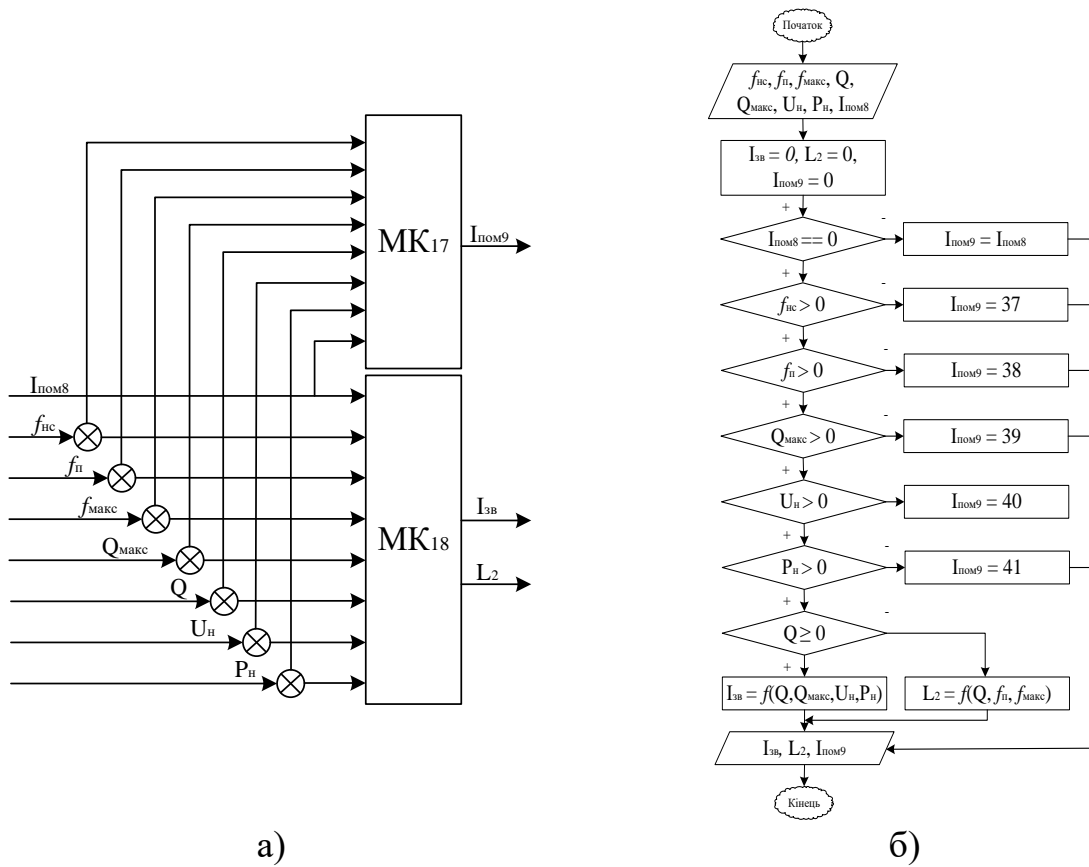 МК17
Iпом9
Iпом8
fнс
fп
fмакс
Qмакс
Q
Uн
Pн
МК18
Iзв
L2
а)
Початок
fнс, fп, fмакс, Q,
Qмакс, Uн, Pн, Iпом8
Iзв = 0, L2 = 0,
Iпом9 = 0
+
Iпом8 == 0
-
Iпом9 = Iпом8
+
fнс > 0
-
Iпом9 = 37
+
fп > 0
-
Iпом9 = 38
+
Qмакс > 0
-
Iпом9 = 39
+
Uн > 0
-
Iпом9 = 40
+
Pн > 0
-
Iпом9 = 41
+
Q ≥ 0
-
+
Iзв = f(Q,Qмакс,Uн,Pн)
L2 = f(Q, fп, fмакс)
Iзв, L2, Iпом9
Кінець
б)